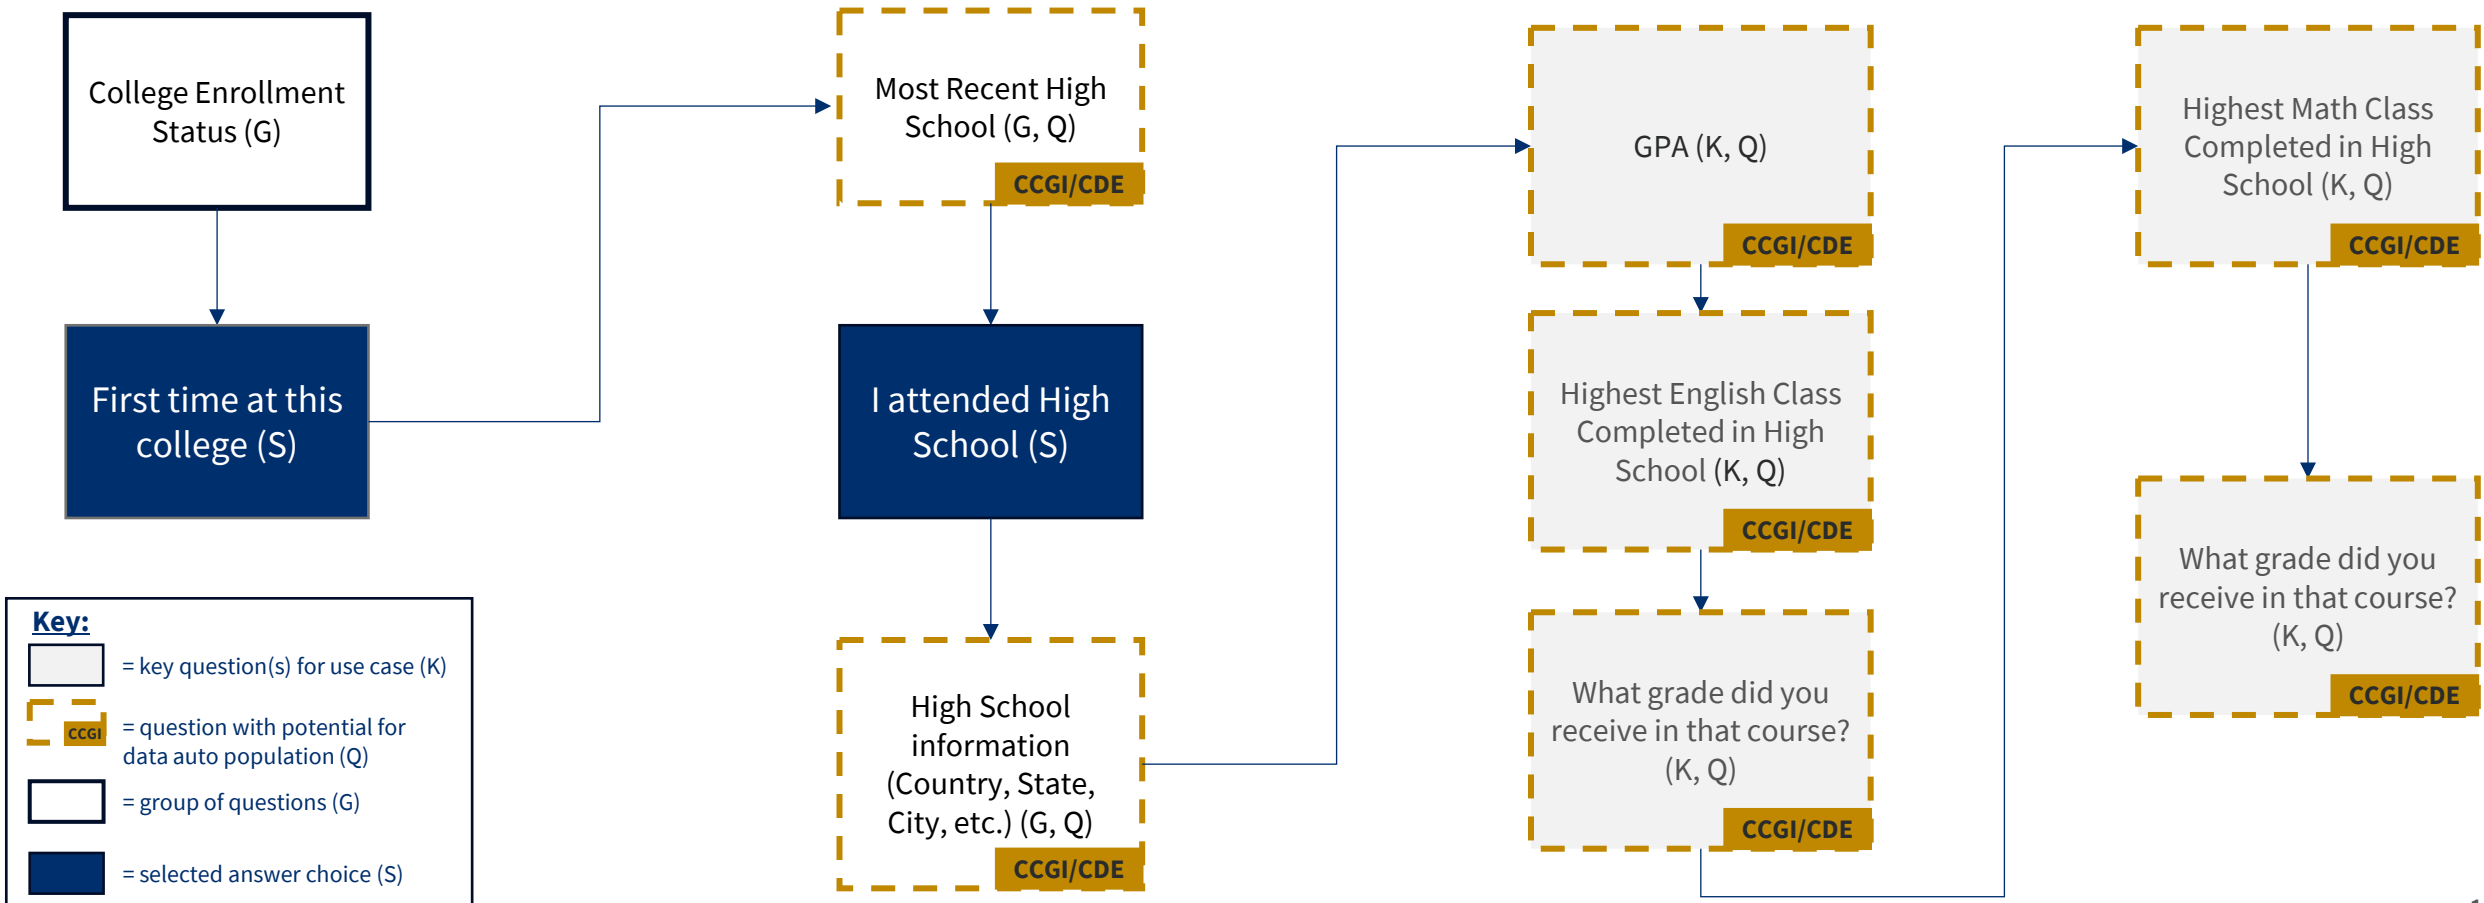 College Enrollment
Status (G)
First time at this
college (S)
Most Recent High
School (G, Q)
CCGI/CDE
I attended High
School (S)
High School
information
(Country, State,
City, etc.) (G, Q)
CCGI/CDE
GPA (K, Q)
CCGI/CDE
Highest English Class
Completed in High
School (K, Q)
CCGI/CDE
What grade did you
receive in that course?
(K, Q)
CCGI/CDE
Highest Math Class
Completed in High
School (K, Q)
CCGI/CDE
What grade did you
receive in that course?
(K, Q)
CCGI/CDE
Key:
= key question(s) for use case (K)
CCGI
= question with potential for
data auto population (Q)
= group of questions (G)
= selected answer choice (S)